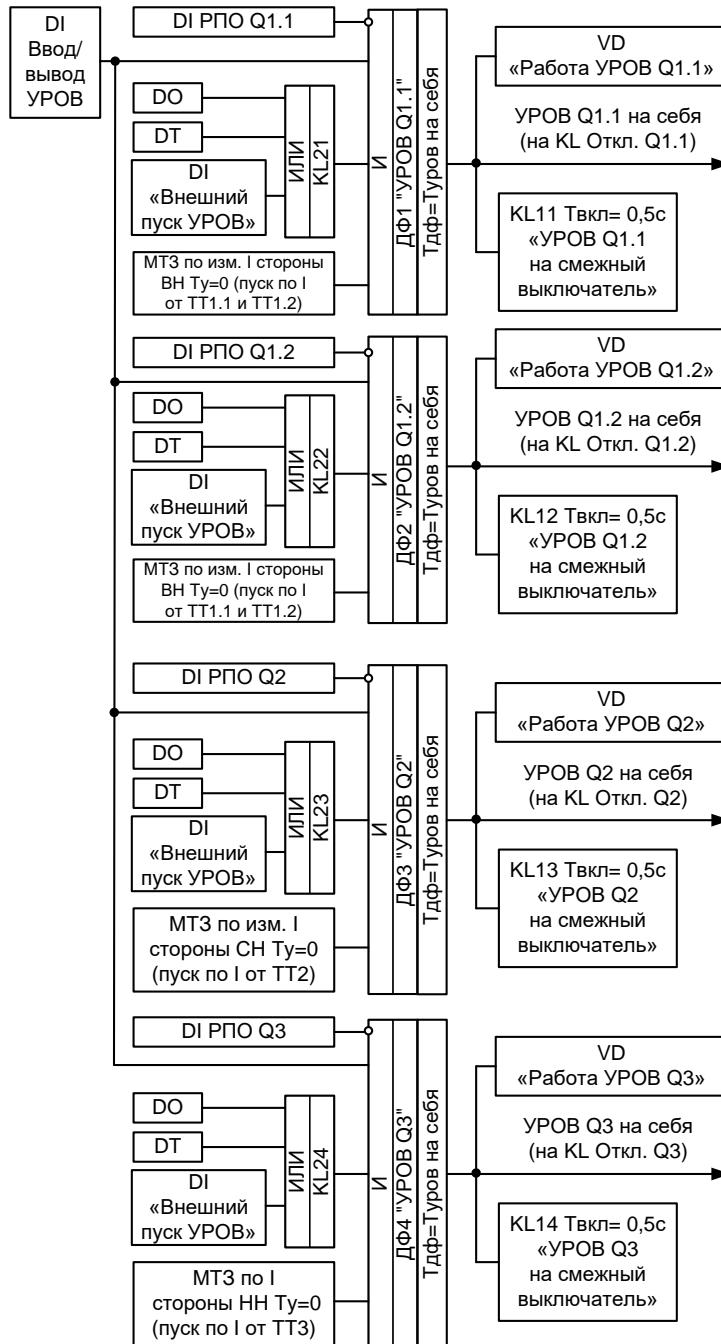 DI
Ввод/
вывод
УРОВ
DI РПО Q1.1
DO
DT
DI
«Внешний
пуск УРОВ»
МТЗ по изм. I стороны
ВН Ту=0 (пуск по I
от ТТ1.1 и ТТ1.2)
ИЛИ
KL21
И
ДФ1 "УРОВ Q1.1"
Тдф=Туров на себя
VD
«Работа УРОВ Q1.1»
УРОВ Q1.1 на себя
(на KL Откл. Q1.1)
KL11 Твкл= 0,5с
«УРОВ Q1.1
на смежный
выключатель»
DI РПО Q1.2
DO
DT
DI
«Внешний
пуск УРОВ»
МТЗ по изм. I стороны
ВН Ту=0 (пуск по I
от ТТ1.1 и ТТ1.2)
ИЛИ
KL22
И
ДФ2 "УРОВ Q1.2"
Тдф=Туров на себя
VD
«Работа УРОВ Q1.2»
УРОВ Q1.2 на себя
(на KL Откл. Q1.2)
KL12 Твкл= 0,5с
«УРОВ Q1.2
на смежный
выключатель»
DI РПО Q2
DO
DT
DI
«Внешний
пуск УРОВ»
МТЗ по изм. I
стороны СН Ту=0
(пуск по I от ТТ2)
ИЛИ
KL23
И
ДФ3 "УРОВ Q2"
Тдф=Туров на себя
VD
«Работа УРОВ Q2»
УРОВ Q2 на себя
(на KL Откл. Q2)
KL13 Твкл= 0,5с
«УРОВ Q2
на смежный
выключатель»
DI РПО Q3
DO
DT
DI
«Внешний
пуск УРОВ»
МТЗ по I
стороны НН Ту=0
(пуск по I от ТТ3)
ИЛИ
KL24
И
ДФ4 "УРОВ Q3"
Тдф=Туров на себя
VD
«Работа УРОВ Q3»
УРОВ Q3 на себя
(на KL Откл. Q3)
KL14 Твкл= 0,5с
«УРОВ Q3
на смежный
выключатель»